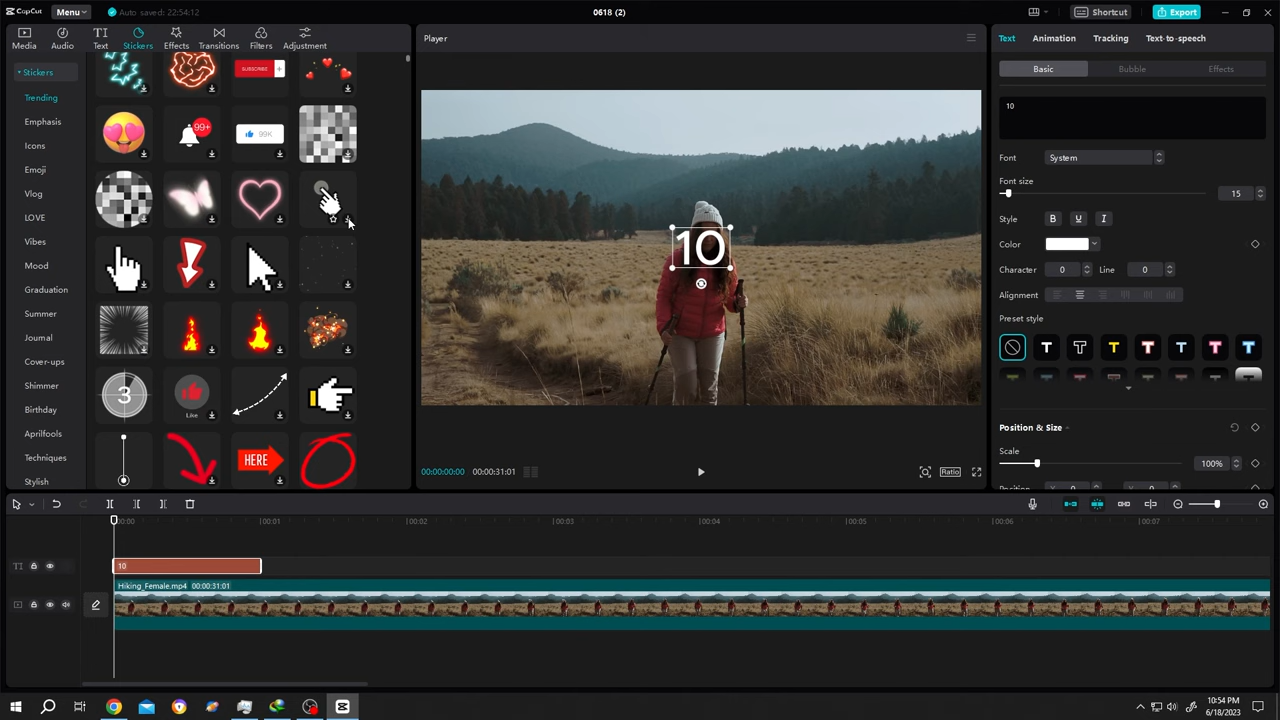 CapCut
Menu
Auto saved: 22:54:12
0618 (2)
Shortcut
Export
Media
Audio
Text
Stickers
Effects
Transitions
Filters
Adjustment
Stickers
Trending
Emphasis
Icons
Emoji
Vlog
LOVE
Vibes
Mood
Graduation
Summer
Journal
Cover-ups
Shimmer
Birthday
Aprilfools
Techniques
Stylish
SUBSCRIBE
99+
99K
3
Like
HERE
Player
10
00:00:00:00
00:00:31:01
Ratio
Text
Animation
Tracking
Text-to-speech
Basic
Bubble
Effects
10
Font
System
Font size
15
Style
B
U
I
Color
Character
0
Line
0
Alignment
Preset style
T
T
T
T
T
T
T
Position & Size
Scale
100%
00:00
00:01
00:02
00:03
00:04
00:05
00:06
00:07
TI
10
Hiking_Female.mp4 00:00:31:01
10:54 PM
6/18/2023